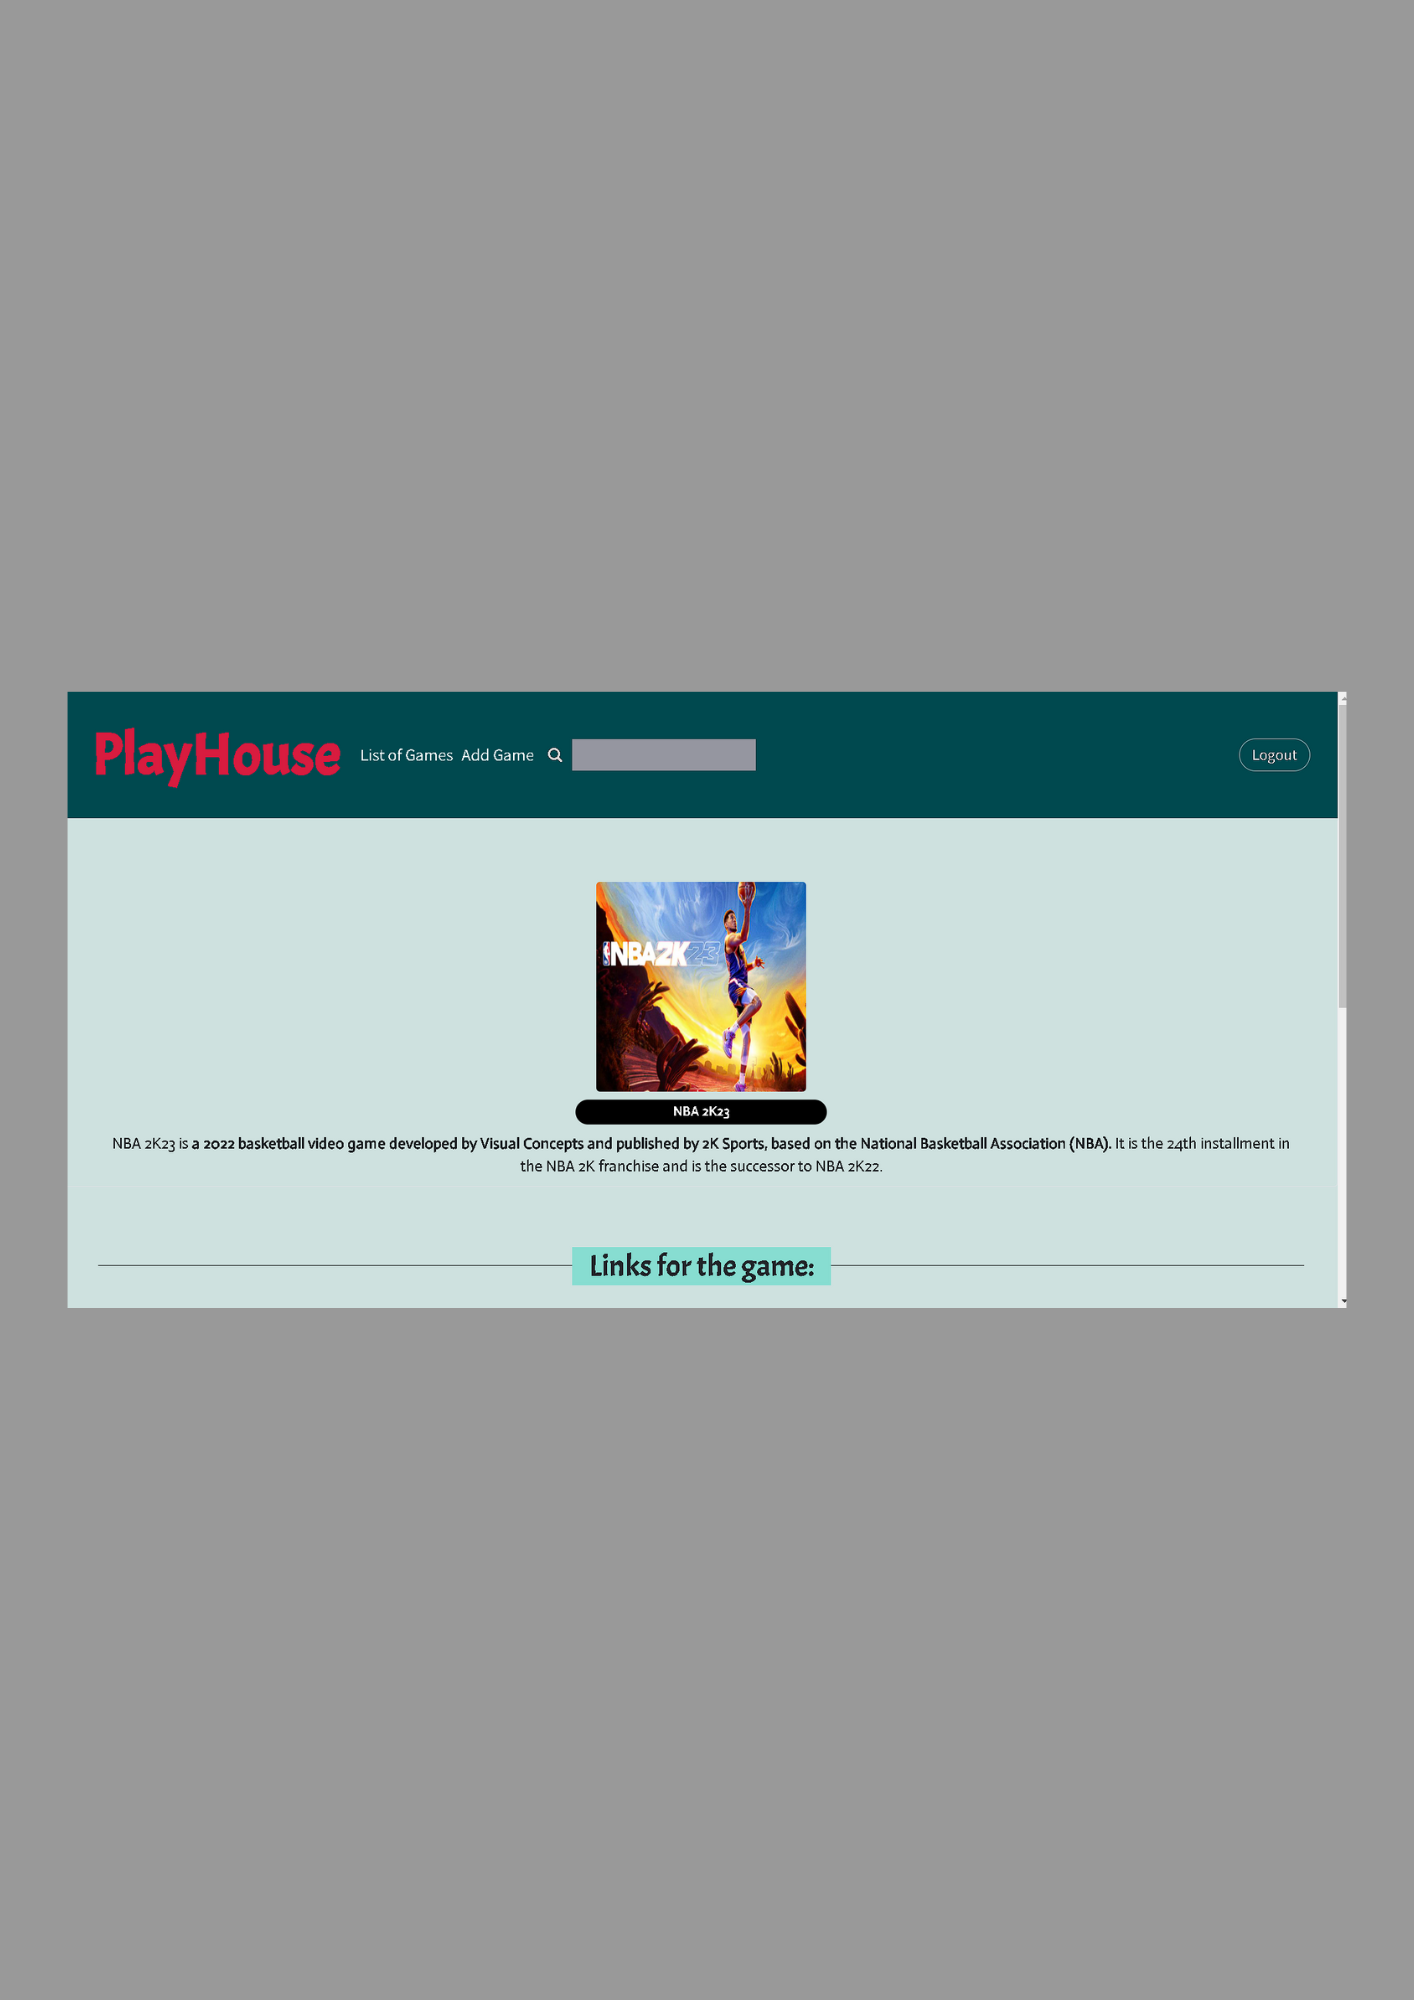 PlayHouse List of Games Add Game Logout
NBA2K23
NBA 2K23
NBA 2K23 is a 2022 basketball video game developed by Visual Concepts and published by 2K Sports, based on the National Basketball Association (NBA). It is the 24th installment in
the NBA 2K franchise and is the successor to NBA 2K22.
Links for the game: